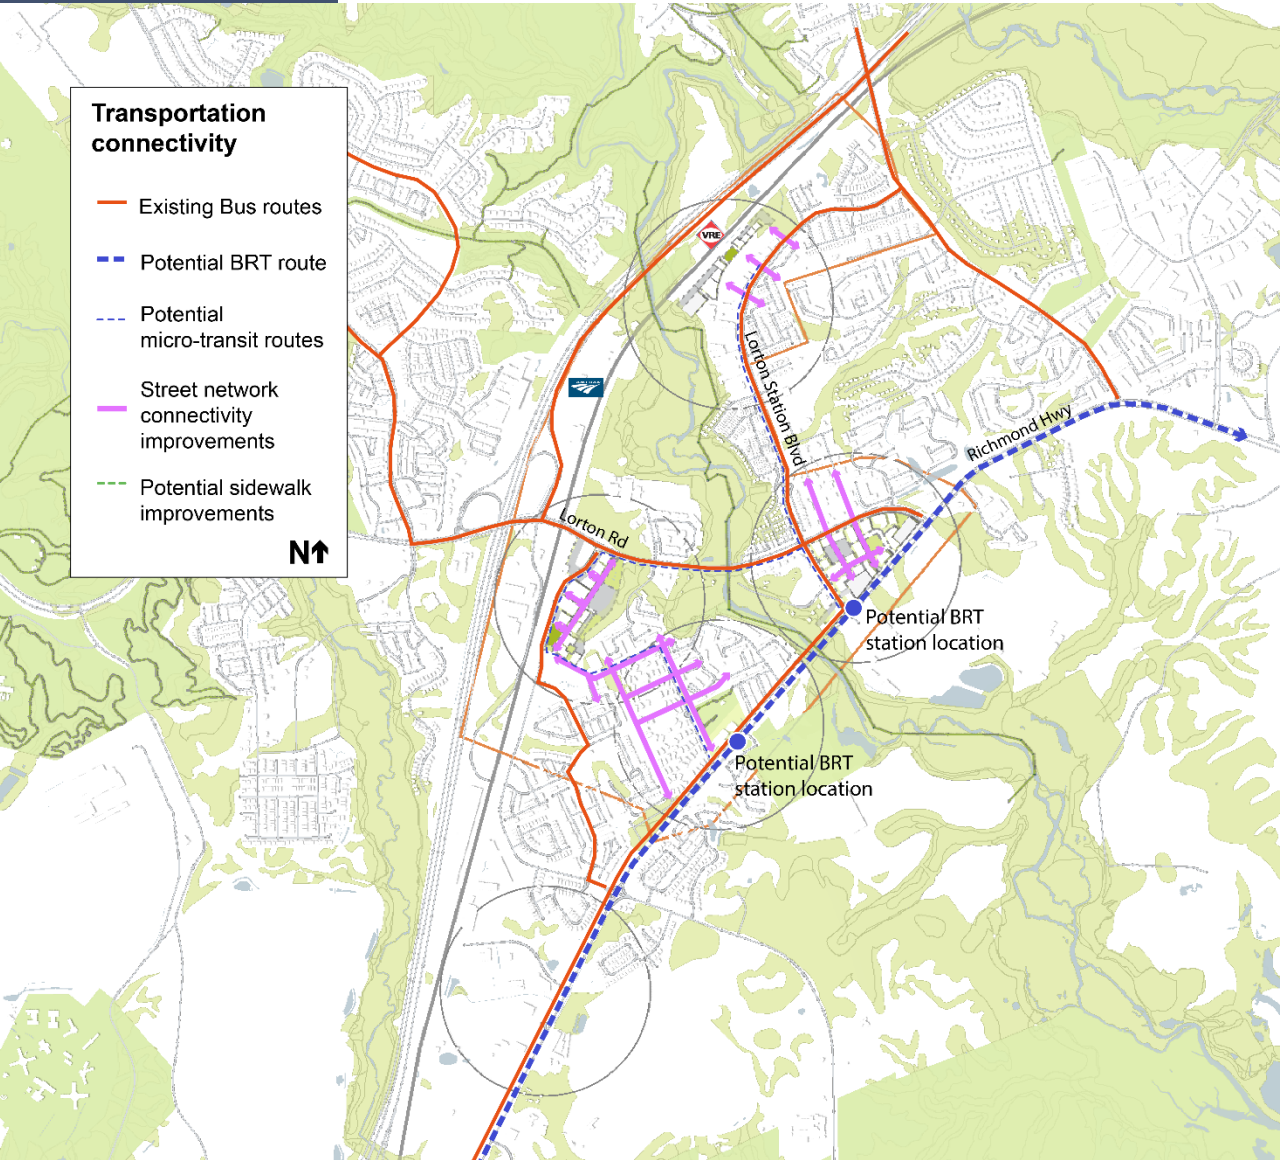 Transportation
connectivity
Existing Bus routes
Potential BRT route
Potential
micro-transit routes
Street network
connectivity
improvements
Potential sidewalk
improvements
N
VRE
Lorton Station Blvd
Richmond Hwy
Lorton Rd
Potential BRT
station location
Potential BRT
station location